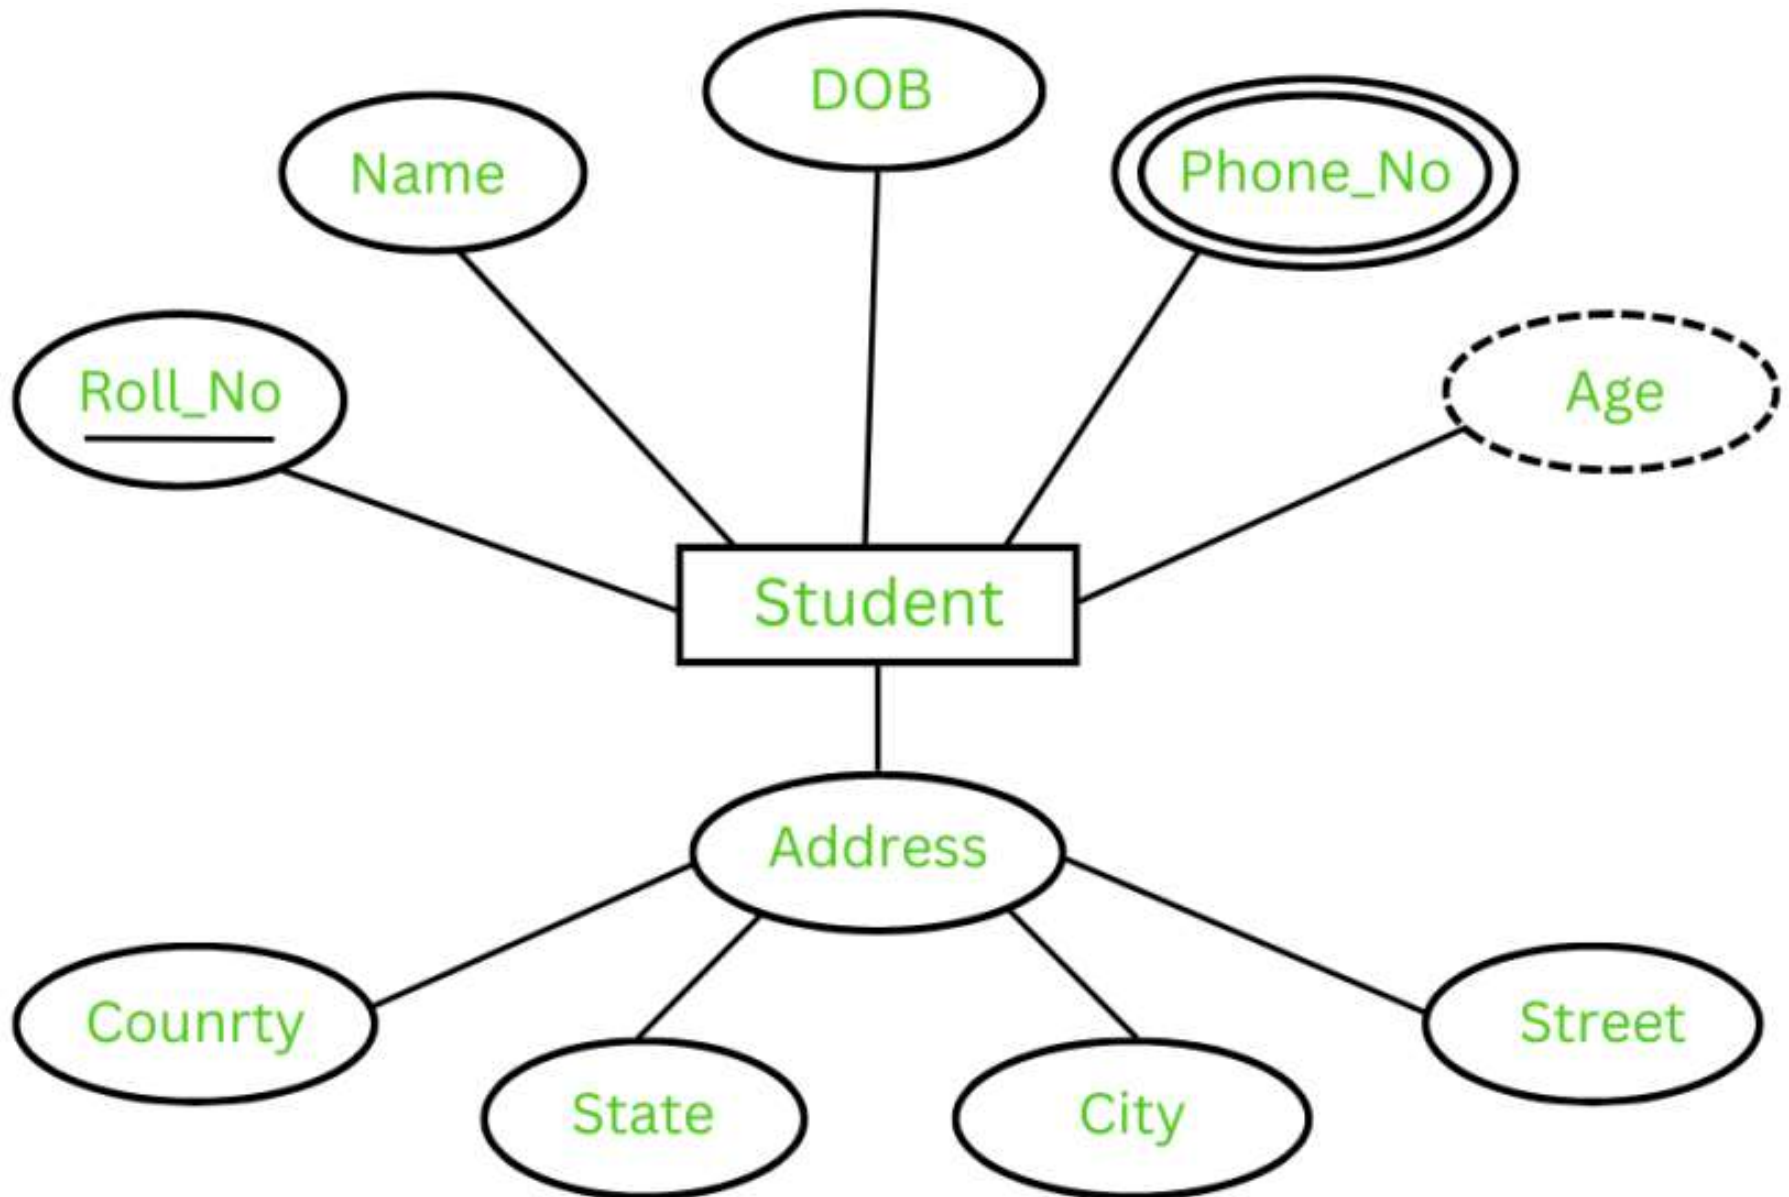 DOB
Name
Phone_No
Roll_No
Age
Student
Address
Counrty
Street
State
City